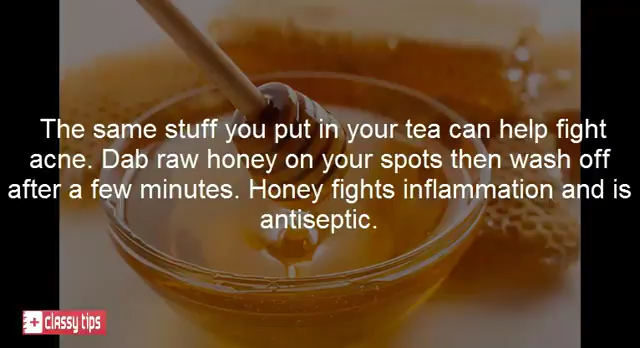 The same stuff you put in your tea can help fight
acne. Dab raw honey on your spots then wash off
after a few minutes. Honey fights inflammation and is
antiseptic.
classy tips